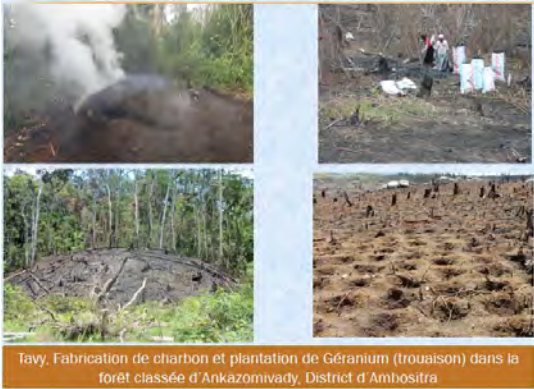 Tavy, Fabrication de charbon et plantation de Géranium (trouaison) dans la
forêt classée d'Ankazomivady, District d'Ambositra